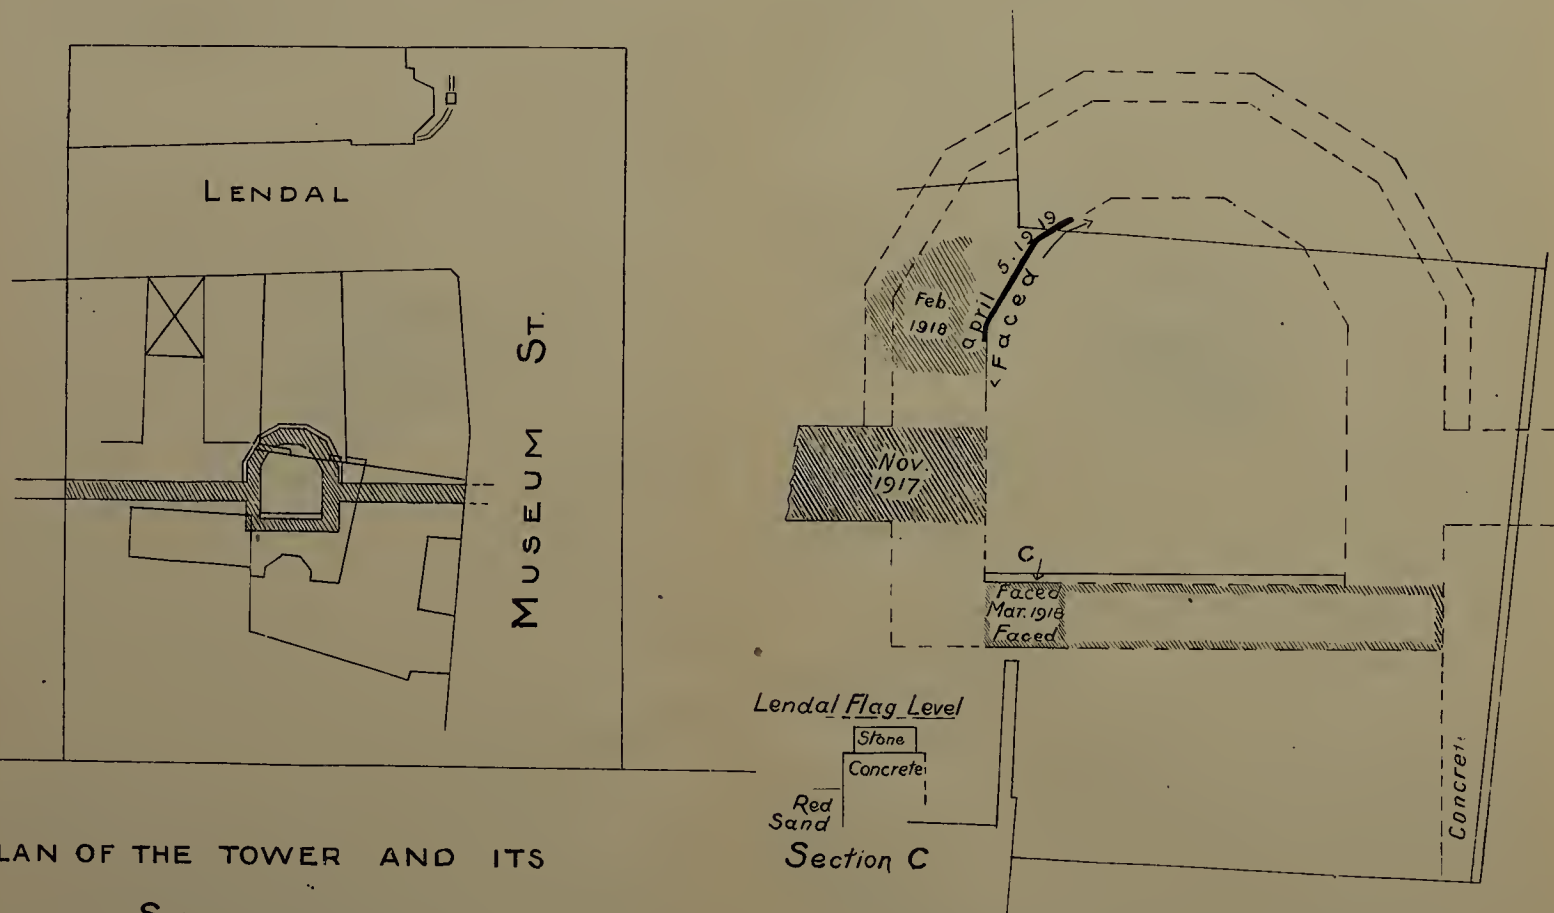 LENDAL
MUSEUM ST.
LAN OF THE TOWER AND ITS
S
april 5.1919
Faced
Feb.
1918
Nov.
1917
C
Faced
Mar. 1918
Faced
Lendal Flag Level
Stone
Concrete
Red
Sand
Section C
Concrete